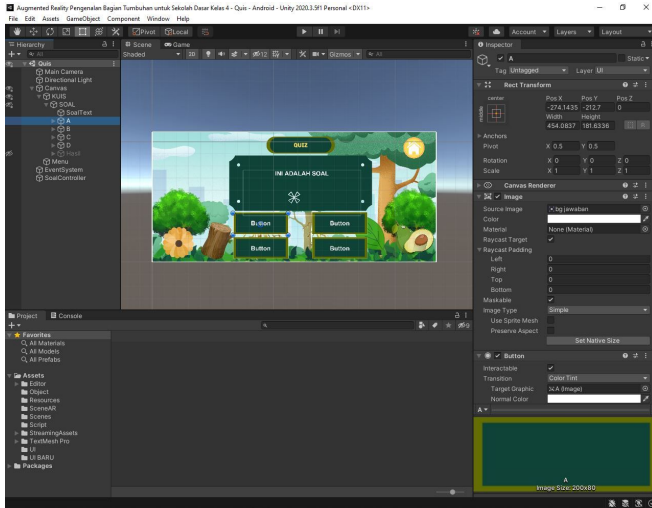 Augmented Reality Pengenalan Bagian Tumbuhan untuk Sekolah Dasar Kelas 4 - Quis - Android - Unity 2020.3.5f1 Personal <DX11>
File Edit Assets GameObject Component Window Help
Pivot Local Account Layers Layout
Hierarchy
All
Quis
Main Camera
Directional Light
Canvas
KUIS
SOAL
SoalText
A
B
C
D
Hasil
Menu
EventSystem
SoalController
Scene Game
Shaded 2D 12 Gizmos All
QUIZ
INI ADALAH SOAL
Button Button
Button Button
Inspector
A Static
Tag Untagged Layer UI
Rect Transform
center Pos X Pos Y Pos Z
middle -274.1435 -212.7 0
Width Height
454.0837 181.6336 R
Anchors
Pivot X 0.5 Y 0.5
Rotation X 0 Y 0 Z 0
Scale X 1 Y 1 Z 1
Canvas Renderer
Image
Source Image bg jawaban
Color
Material None (Material)
Raycast Target
Raycast Padding
Left 0
Right 0
Top 0
Bottom 0
Maskable
Image Type Simple
Use Sprite Mesh
Preserve Aspect
Set Native Size
Button
Interactable
Transition Color Tint
Target Graphic A (Image)
Normal Color
A
A
Image Size: 200x80
Project Console
9
Favorites
All Materials
All Models
All Prefabs
Assets
Editor
Object
Resources
SceneAR
Scenes
Script
StreamingAssets
TextMesh Pro
UI
UI BARU
Packages